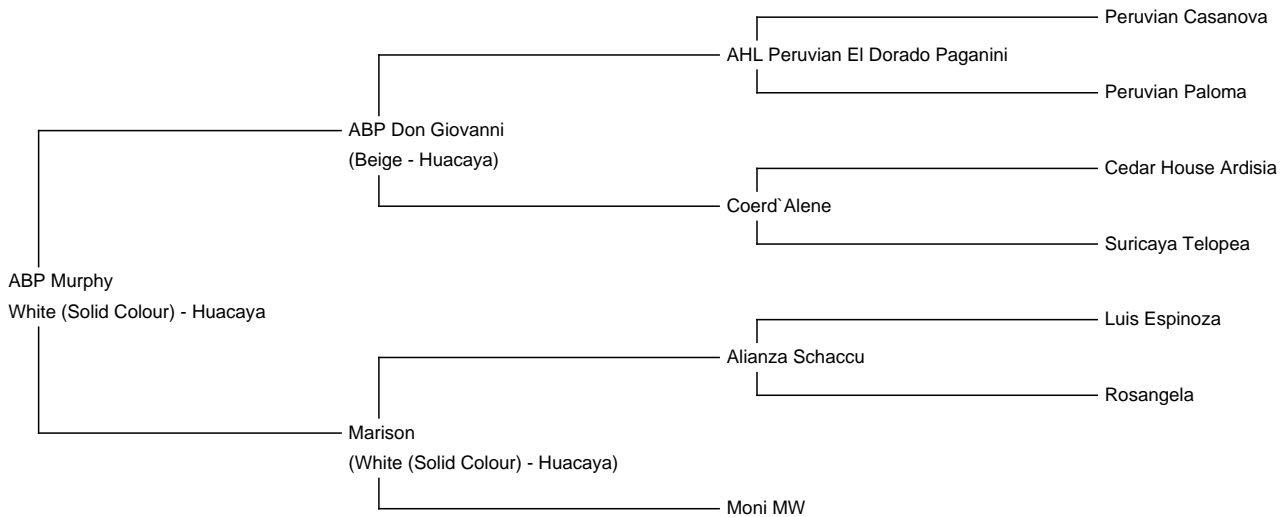 Peruvian Casanova
AHL Peruvian El Dorado Paganini
Peruvian Paloma
ABP Don Giovanni
(Beige - Huacaya)
Cedar House Ardisia
Coerd`Alene
Suricaya Telopea
ABP Murphy
White (Solid Colour) - Huacaya
Luis Espinoza
Alianza Schaccu
Rosangela
Marison
(White (Solid Colour) - Huacaya)
Moni MW